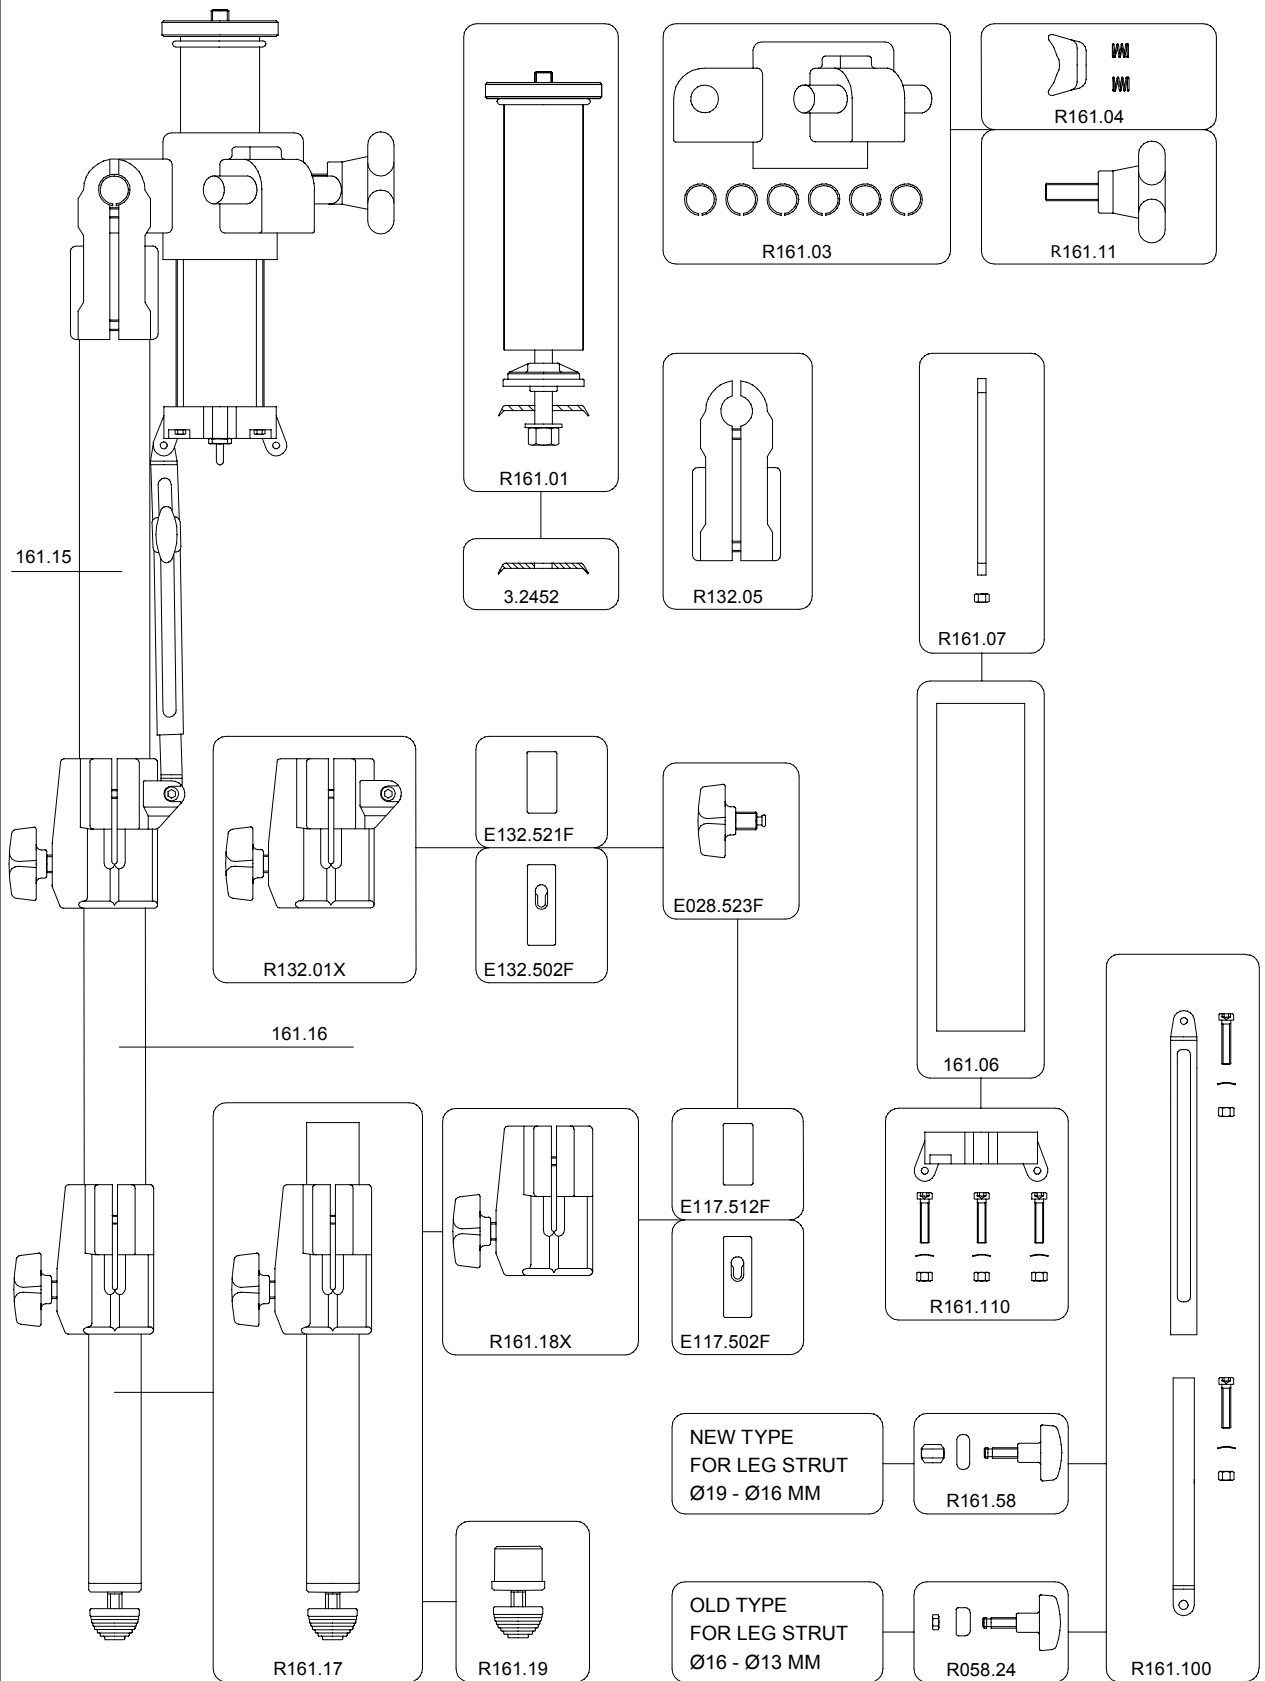 R161.04
R161.03
R161.11
R161.01
161.15
3.2452
R132.05
R161.07
E132.521F
E028.523F
R132.01X
E132.502F
161.16
161.06
E117.512F
R161.110
R161.18X
E117.502F
NEW TYPE
FOR LEG STRUT
Ø19 - Ø16 MM
R161.58
OLD TYPE
FOR LEG STRUT
Ø16 - Ø13 MM
R161.17
R161.19
R058.24
R161.100